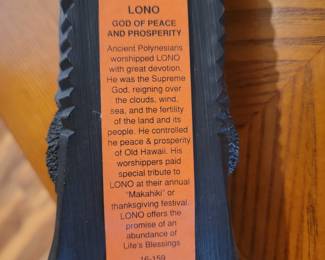 LONO
GOD OF PEACE
AND PROSPERITY
Ancient Polynesians
worshipped LONO
with great devotion.
He was the Supreme
God, reigning over
the clouds, wind,
sea, and the fertility
of the land and its
people. He controlled
he peace & prosperity
of Old Hawaii. His
worshippers paid
special tribute to
LONO at their annual
"Makahiki" or
thanksgiving festival.
LONO offers the
promise of an
abundance of
Life's Blessings
16-159